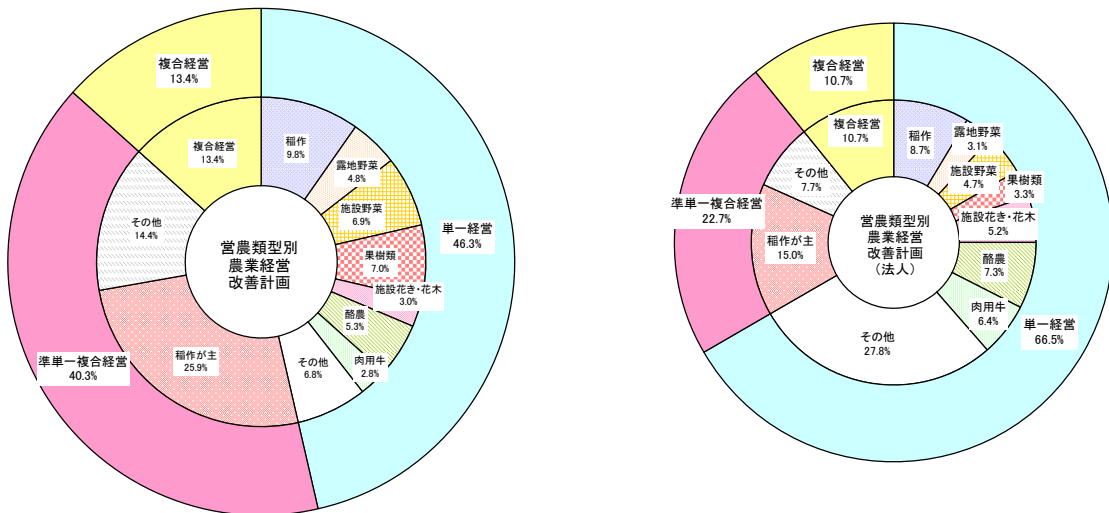 複合経営
13.4%
複合経営
13.4%
稲作
9.8%
露地野菜
4.8%
施設野菜
6.9%
果樹類
7.0%
施設花き・花木
3.0%
酪農
5.3%
肉用牛
2.8%
その他
6.8%
稲作が主
25.9%
その他
14.4%
単一経営
46.3%
準単一複合経営
40.3%
営農類型別
農業経営
改善計画
複合経営
10.7%
複合経営
10.7%
稲作
8.7%
露地野菜
3.1%
施設野菜
4.7%
果樹類
3.3%
施設花き・花木
5.2%
酪農
7.3%
肉用牛
6.4%
その他
27.8%
稲作が主
15.0%
その他
7.7%
単一経営
66.5%
準単一複合経営
22.7%
営農類型別
農業経営
改善計画
(法人)